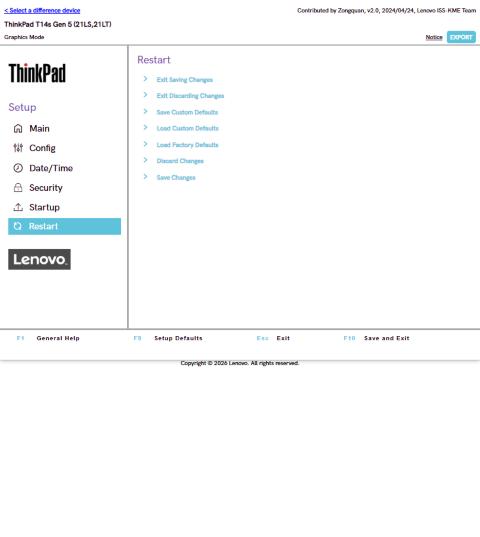 < Select a difference device
Contributed by Zongquan, v2.0, 2024/04/24, Lenovo ISS-KME Team
ThinkPad T14s Gen 5 (21LS,21LT)
Graphics Mode
Notice
EXPORT
ThinkPad
Setup
Main
Config
Date/Time
Security
Startup
Restart
Lenovo
Restart
Exit Saving Changes
Exit Discarding Changes
Save Custom Defaults
Load Custom Defaults
Load Factory Defaults
Discard Changes
Save Changes
F1 General Help
F9 Setup Defaults
Esc Exit
F10 Save and Exit
Copyright © 2026 Lenovo. All rights reserved.